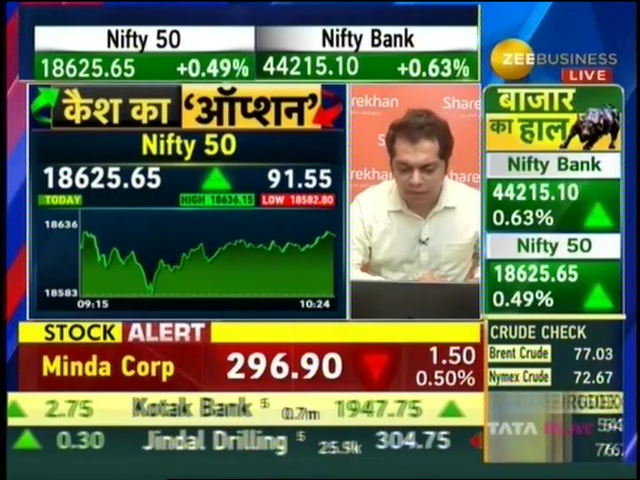 Nifty 50
18625.65 +0.49%
Nifty Bank
44215.10 +0.63%
ZEE BUSINESS
LIVE
कैश का 'ऑप्शन'
Nifty 50
18625.65 91.55
TODAY HIGH 18636.15 LOW 18582.80
18636
18583
09:15 10:24
rekhan Share
बाजार
का हाल
Nifty Bank
44215.10
0.63%
Nifty 50
18625.65
0.49%
STOCK ALERT
Minda Corp 296.90 1.50
0.50%
CRUDE CHECK
Brent Crude 77.03
Nymex Crude 72.67
2.75 Kotak Bank 0.7m 1947.75
0.30 Jindal Drilling 304.75
TATA PLAY